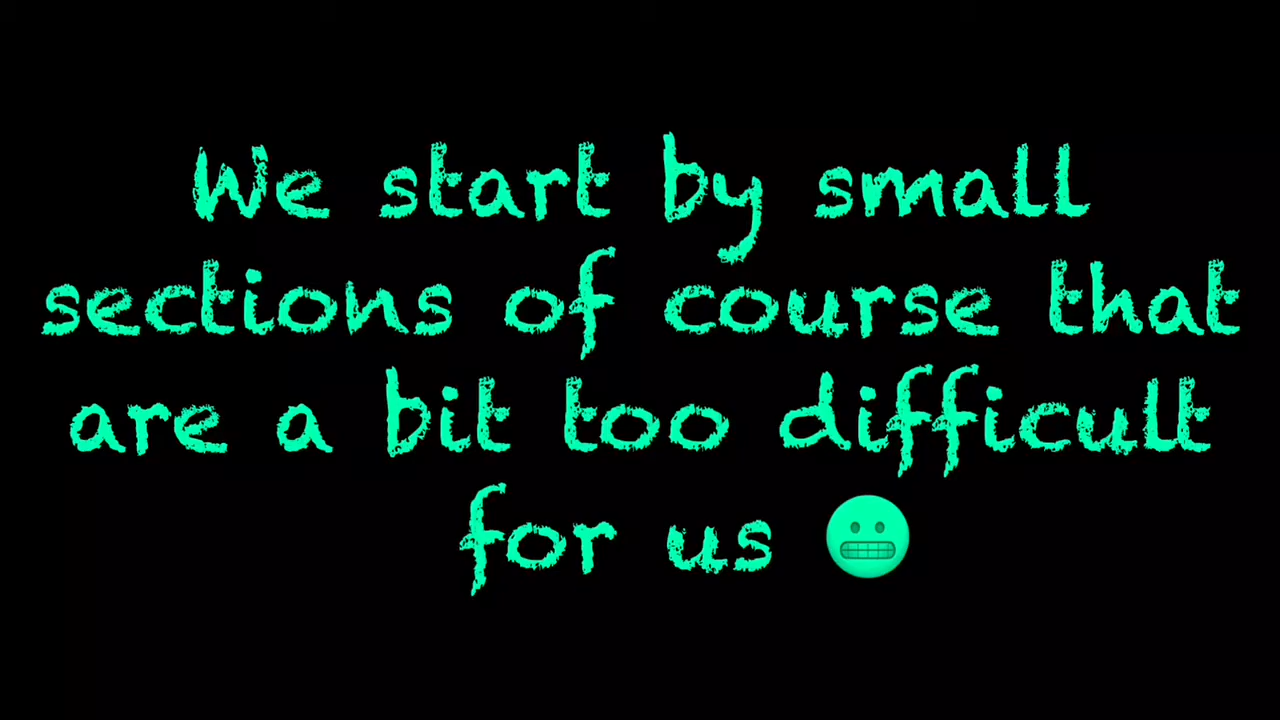 We start by small
sections of course that
are a bit too difficult
for us 😬